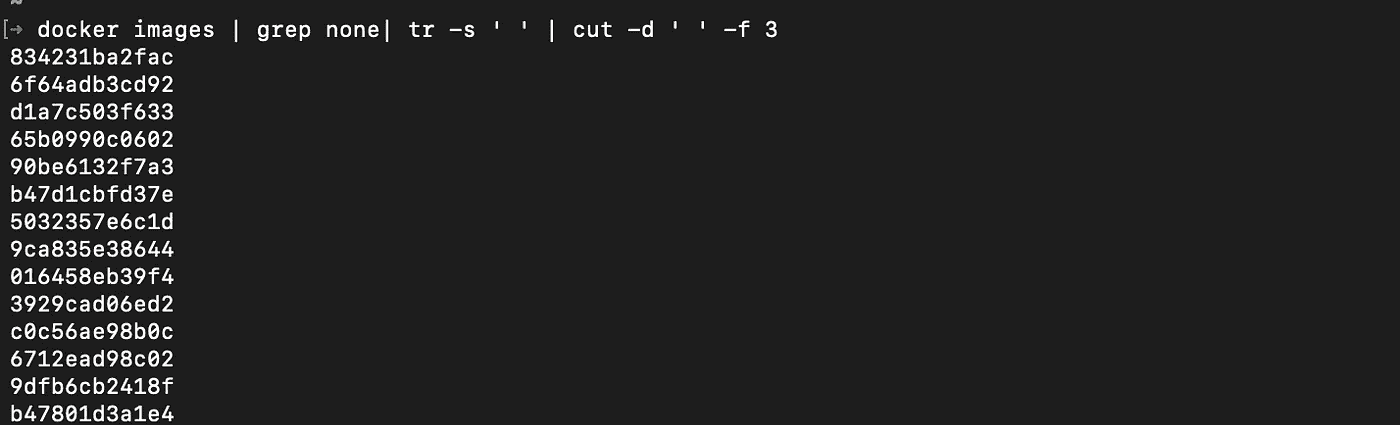 ~
[→ docker images | grep none| tr -s ' ' | cut -d ' ' -f 3
834231ba2fac
6f64adb3cd92
d1a7c503f633
65b0990c0602
90be6132f7a3
b47d1cbfd37e
5032357e6c1d
9ca835e38644
016458eb39f4
3929cad06ed2
c0c56ae98b0c
6712ead98c02
9dfb6cb2418f
b47801d3a1e4